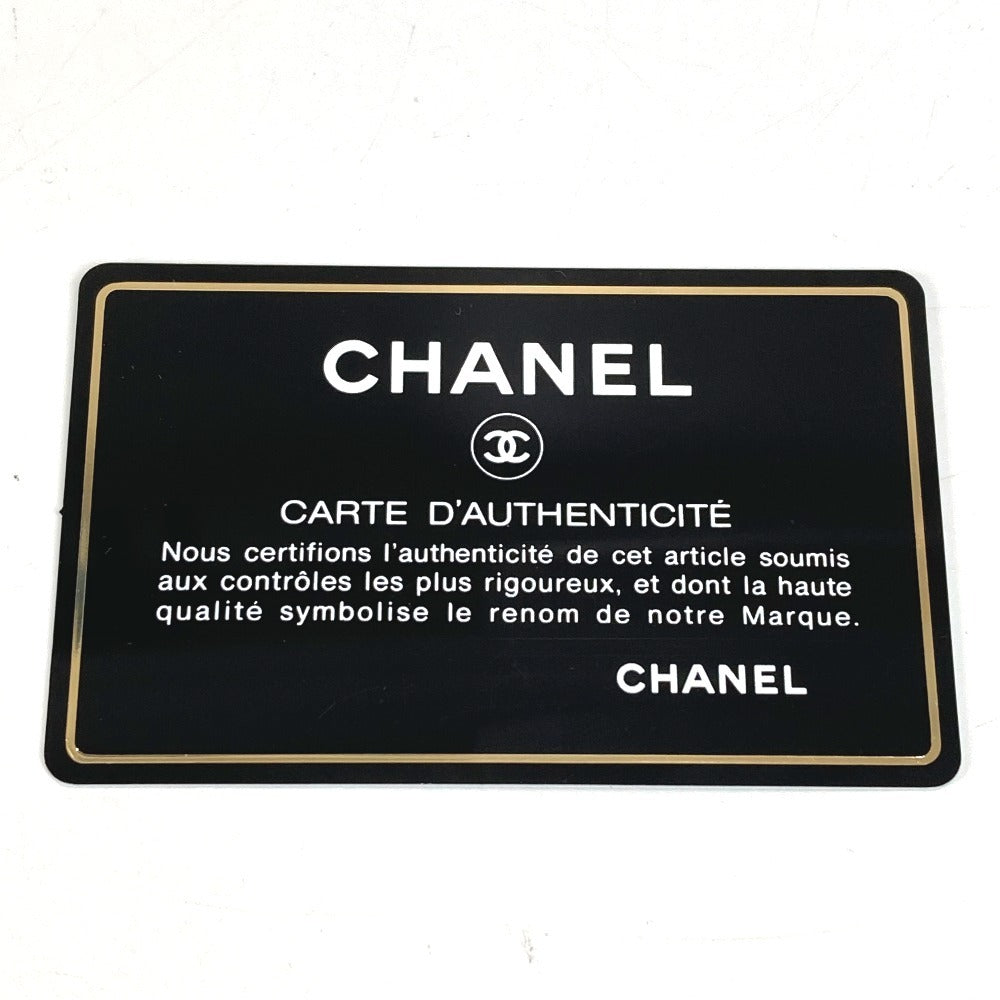 CHANEL
CARTE D'AUTHENTICITÉ
Nous certifions l'authenticité de cet article soumis
aux contrôles les plus rigoureux, et dont la haute
qualité symbolise le renom de notre Marque.
CHANEL